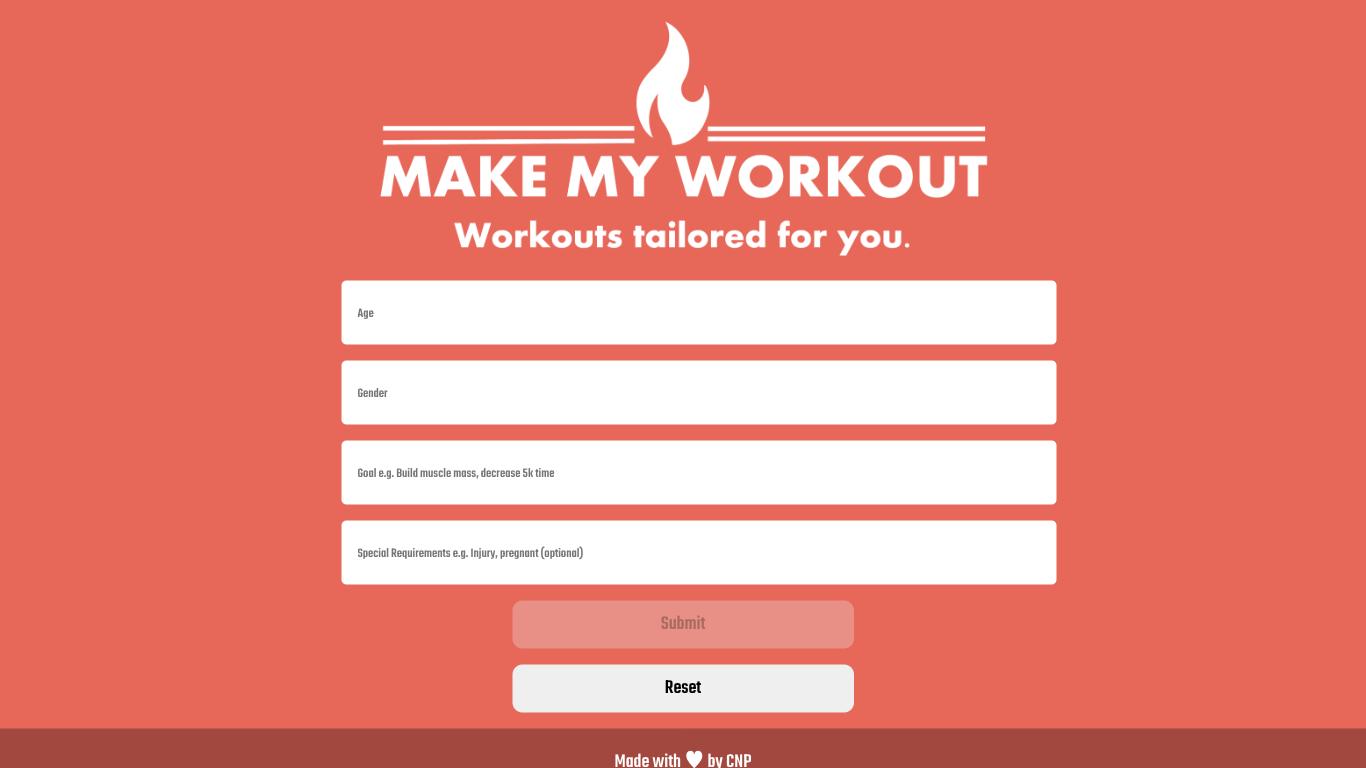 MAKE MY WORKOUT
Workouts tailored for you.
Age
Gender
Goal e.g. Build muscle mass, decrease 5k time
Special Requirements e.g. Injury, pregnant (optional)
Submit
Reset
Made with ♥ by CNP